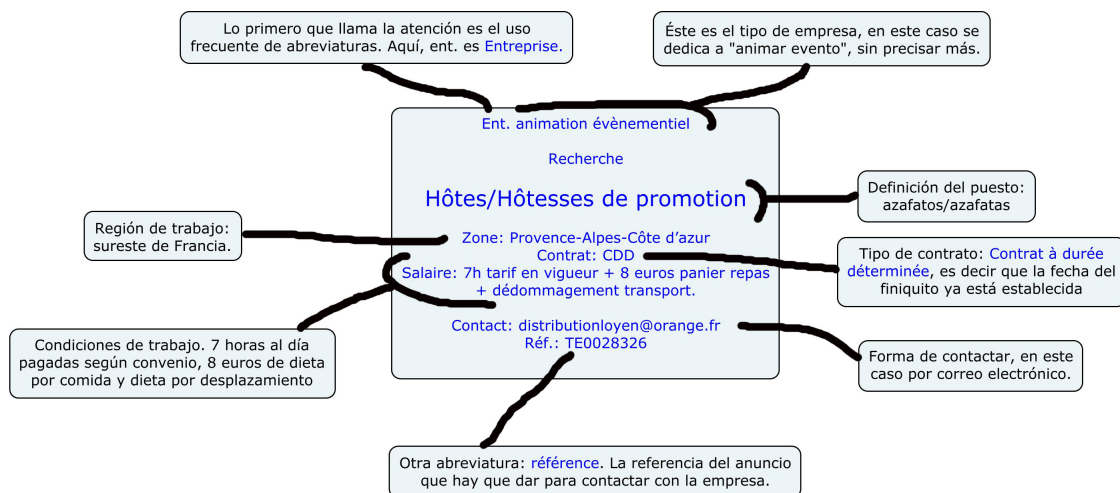 Lo primero que llama la atención es el uso
frecuente de abreviaturas. Aquí, ent. es Entreprise.
Éste es el tipo de empresa, en este caso se
dedica a "animar evento", sin precisar más.
Ent. animation évènementiel
Recherche
Hôtes/Hôtesses de promotion
Definición del puesto:
azafatos/azafatas
Región de trabajo:
sureste de Francia.
Zone: Provence-Alpes-Côte d'azur
Contrat: CDD
Salaire: 7h tarif en vigueur + 8 euros panier repas
+ dédommagement transport.
Tipo de contrato: Contrat à durée
déterminée, es decir que la fecha del
finiquito ya está establecida
Contact: distributionloyen@orange.fr
Réf.: TE0028326
Condiciones de trabajo. 7 horas al día
pagadas según convenio, 8 euros de dieta
por comida y dieta por desplazamiento
Forma de contactar, en este
caso por correo electrónico.
Otra abreviatura: référence. La referencia del anuncio
que hay que dar para contactar con la empresa.